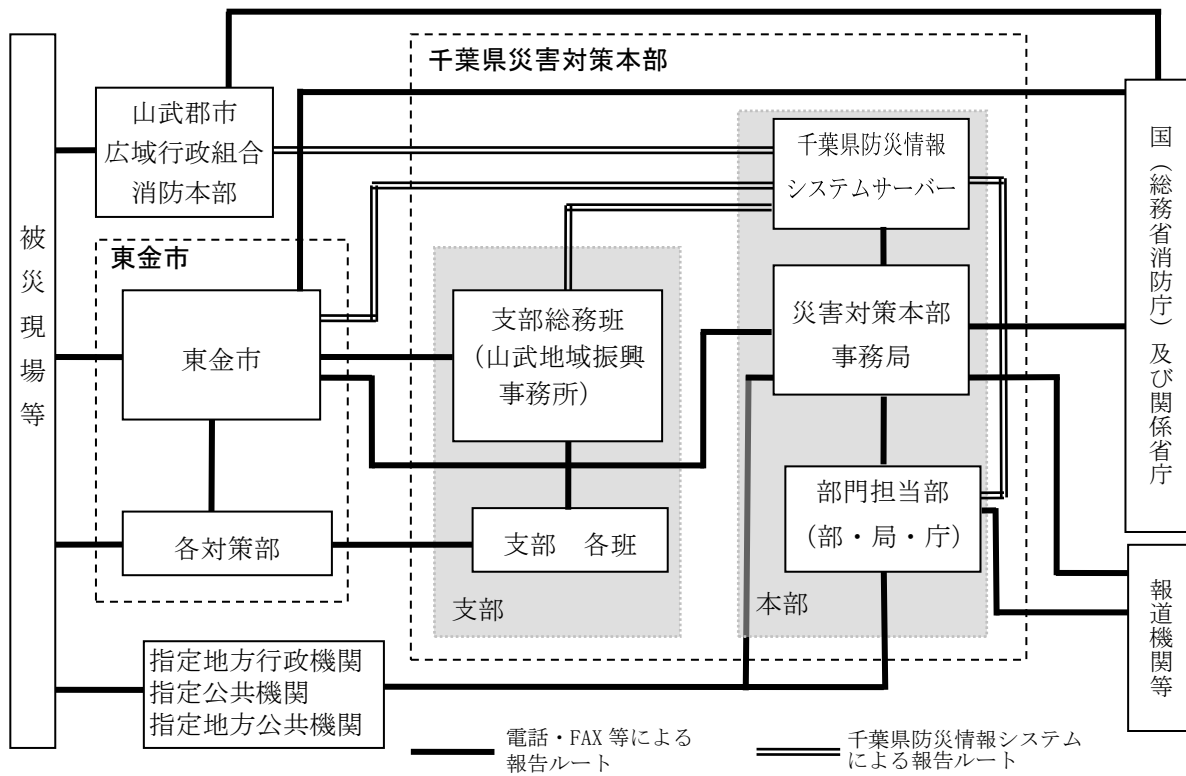 千葉県災害対策本部
山武郡市
広域行政組合
消防本部
千葉県防災情報
システムサーバー
国（総務省消防庁）及び関係省庁
被災現場等
東金市
東金市
支部総務班
(山武地域振興
事務所)
災害対策本部
事務局
各対策部
支部　各班
部門担当部
(部・局・庁)
支部
本部
報道機関等
指定地方行政機関
指定公共機関
指定地方公共機関
電話・FAX 等による
報告ルート
千葉県防災情報システム
による報告ルート